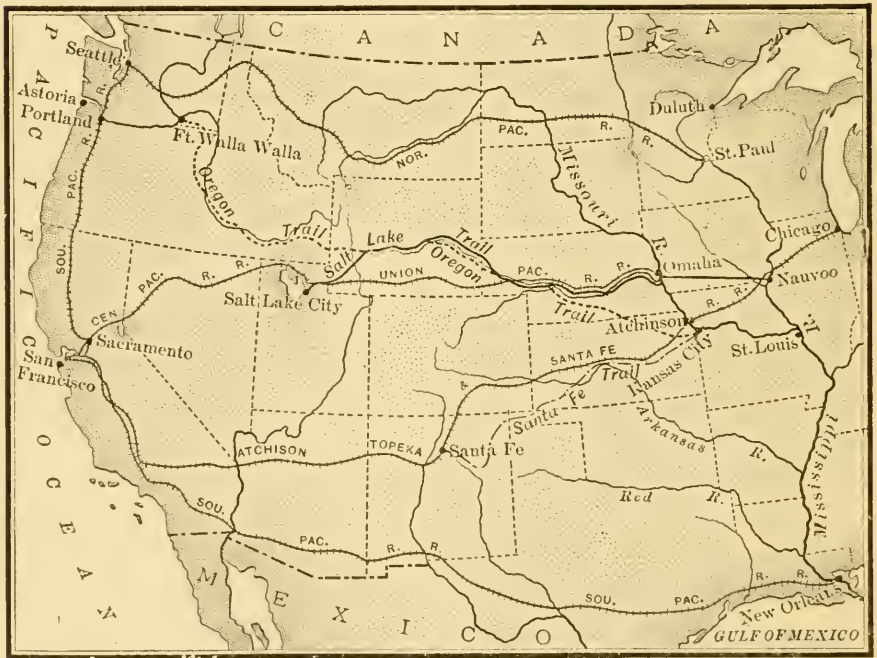 CANADA
PACIFIC OCEAN
Seattle
Astoria
Portland
R.
R.
PAC.
SOU.
Ft. Walla Walla
Oregon
Trail
NOR.
PAC.
R.
R.
Missouri
R.
Duluth
St. Paul
Chicago
Salt Lake Trail
Oregon
UNION
PAC.
R.
R.
Omaha
Nauvoo
Trail
Salt Lake City
CEN
PAC.
R.
R.
Sacramento
San
Francisco
Atchinson
R.
R.
Kansas City
St. Louis
R.
SANTA FE
&
Trail
Santa Fe
Arkansas
R.
ATCHISON
TOPEKA
Santa Fe
Mississippi
Red
R.
SOU.
PAC.
R.
R.
MEXICO
SOU.
PAC.
R.
R.
New Orleans
GULF OF MEXICO